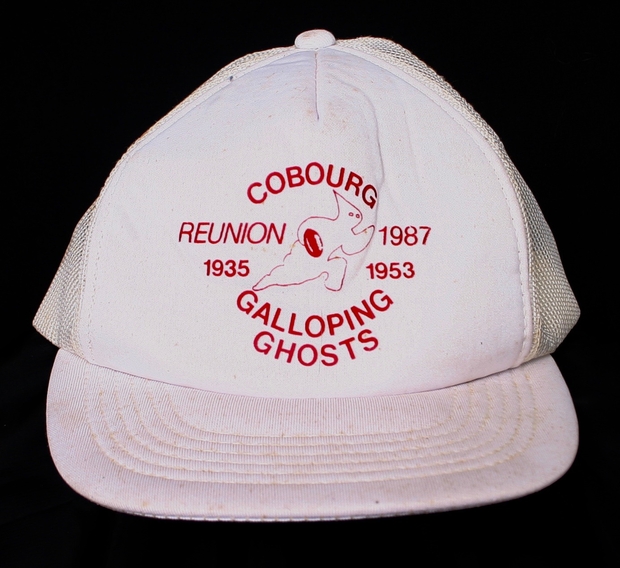 COBOURG
REUNION 1987
1935 1953
GALLOPING
GHOSTS